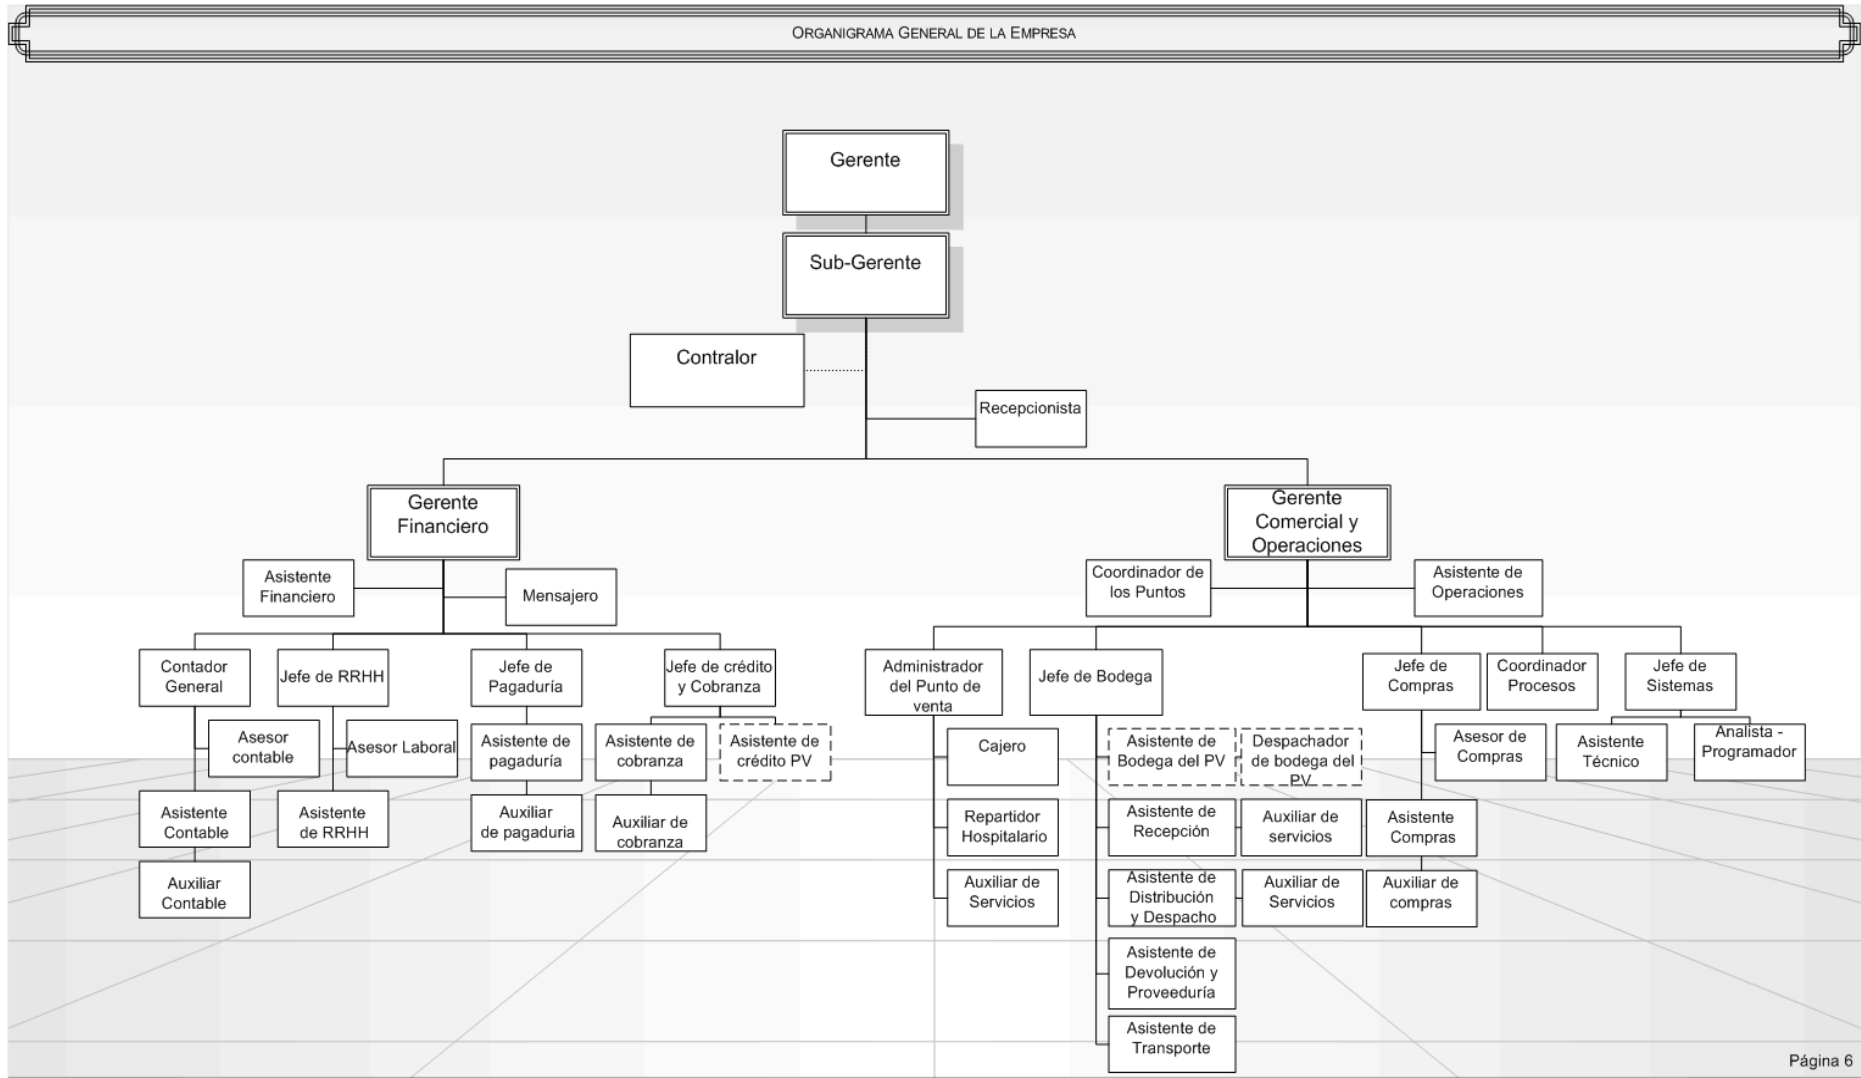 ORGANIGRAMA GENERAL DE LA EMPRESA
Gerente
Sub-Gerente
Contralor
Recepcionista
Gerente
Financiero
Gerente
Comercial y
Operaciones
Asistente
Financiero
Mensajero
Coordinador de
los Puntos
Asistente de
Operaciones
Contador
General
Jefe de RRHH
Jefe de
Pagaduría
Jefe de crédito
y Cobranza
Administrador
del Punto de
venta
Jefe de Bodega
Jefe de
Compras
Coordinador
Procesos
Jefe de
Sistemas
Asesor
contable
Asesor Laboral
Asistente de
pagaduría
Asistente de
cobranza
Asistente de
crédito PV
Cajero
Asistente de
Bodega del PV
Despachador
de bodega del
PV
Asesor de
Compras
Asistente
Técnico
Analista -
Programador
Asistente
Contable
Asistente
de RRHH
Auxiliar
de pagaduria
Auxiliar de
cobranza
Repartidor
Hospitalario
Asistente de
Recepción
Auxiliar de
servicios
Asistente
Compras
Auxiliar
Contable
Auxiliar de
Servicios
Asistente de
Distribución
y Despacho
Auxiliar de
Servicios
Auxiliar de
compras
Asistente de
Devolución y
Proveeduría
Asistente de
Transporte
Página 6